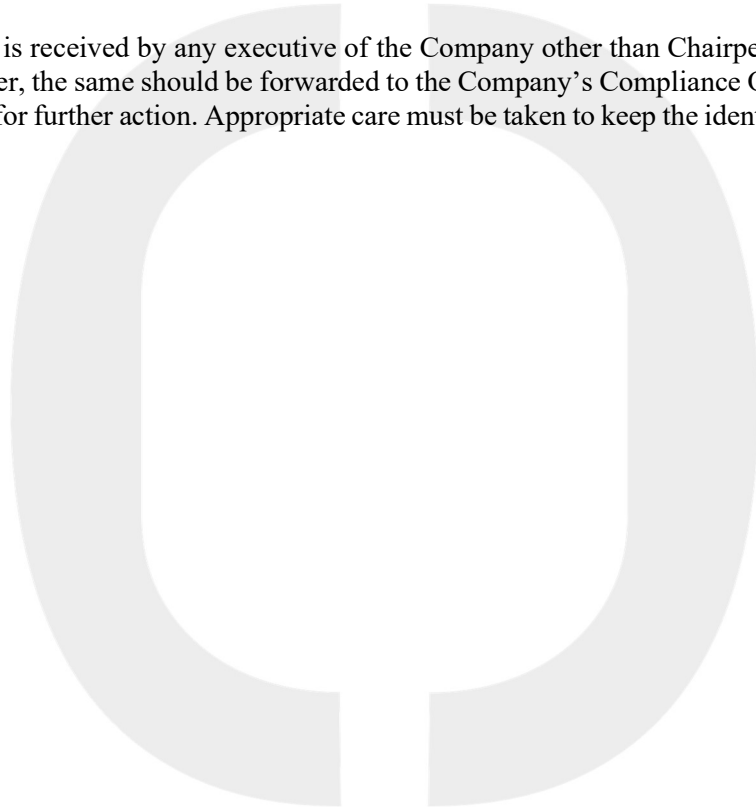 is received by any executive of the Company other than Chairpe
er, the same should be forwarded to the Company’s Compliance
for further action. Appropriate care must be taken to keep the iden